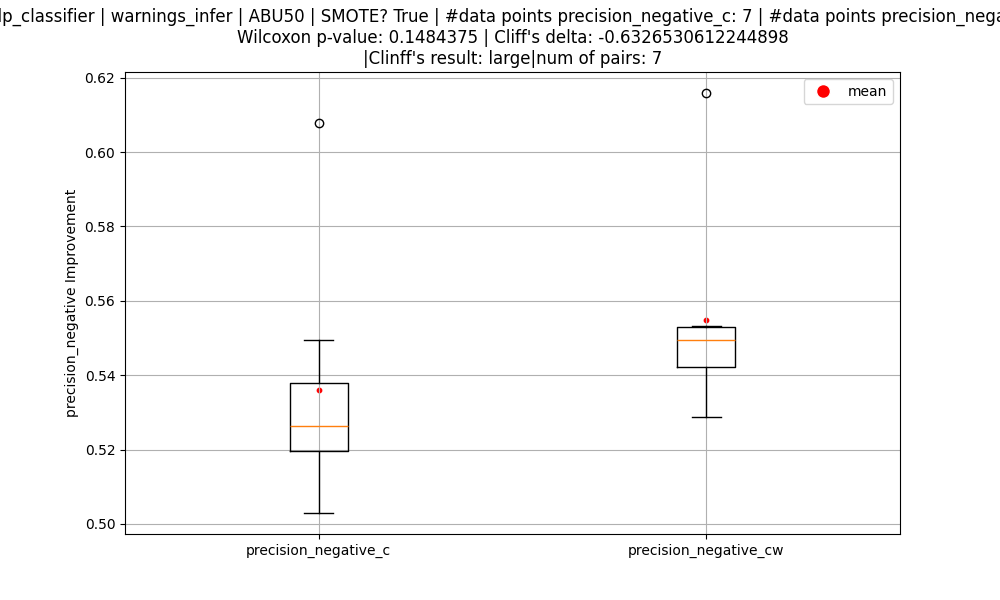 lp_classifier | warnings_infer | ABU50 | SMOTE? True | #data points precision_negative_c: 7 | #data points
Wilcoxon p-value: 0.1484375 | Cliff's delta: -0.6326530612244898
|Clinff's result: large|num of pairs: 7
0.62
mean
0.60
0.58
0.56
0.54
0.52
0.50
precision_negative Improvement
precision_negative_c
precision_negative_cw